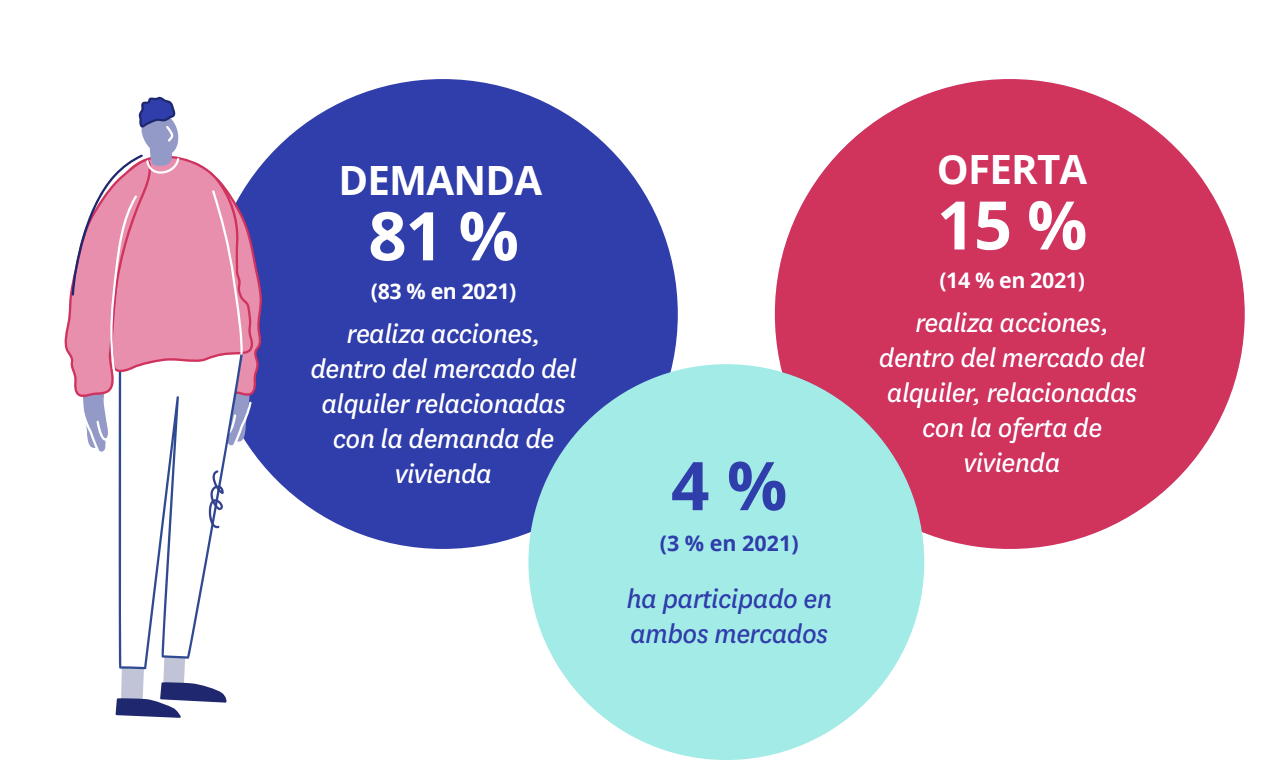 DEMANDA
81 %
(83 % en 2021)
realiza acciones,
dentro del mercado del
alquiler relacionadas
con la demanda de
vivienda
OFERTA
15 %
(14 % en 2021)
realiza acciones,
dentro del mercado del
alquiler, relacionadas
con la oferta de
vivienda
4 %
(3 % en 2021)
ha participado en
ambos mercados